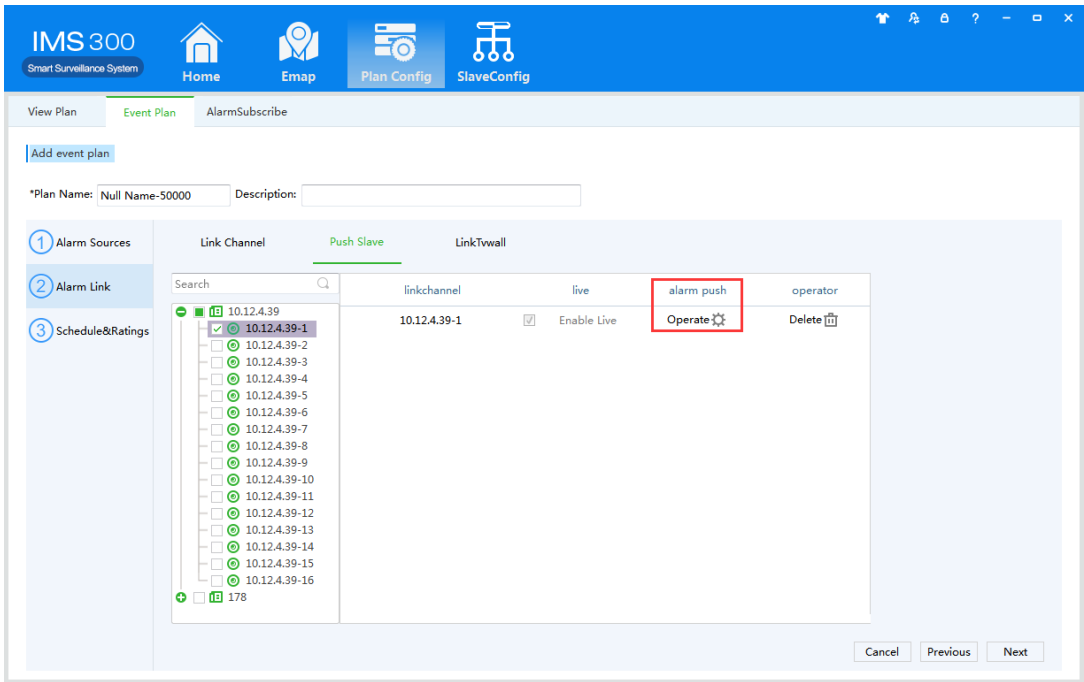 IMS 300
Smart Surveillance System
Home
Emap
Plan Config
SlaveConfig
?
View Plan
Event Plan
AlarmSubscribe
Add event plan
*Plan Name: Null Name-50000 Description:
1 Alarm Sources
2 Alarm Link
3 Schedule&Ratings
Link Channel
Push Slave
LinkTvwall
Search
10.12.4.39
10.12.4.39-1
10.12.4.39-2
10.12.4.39-3
10.12.4.39-4
10.12.4.39-5
10.12.4.39-6
10.12.4.39-7
10.12.4.39-8
10.12.4.39-9
10.12.4.39-10
10.12.4.39-11
10.12.4.39-12
10.12.4.39-13
10.12.4.39-14
10.12.4.39-15
10.12.4.39-16
178
linkchannel live alarm push operator
10.12.4.39-1 Enable Live Operate Delete
Cancel Previous Next